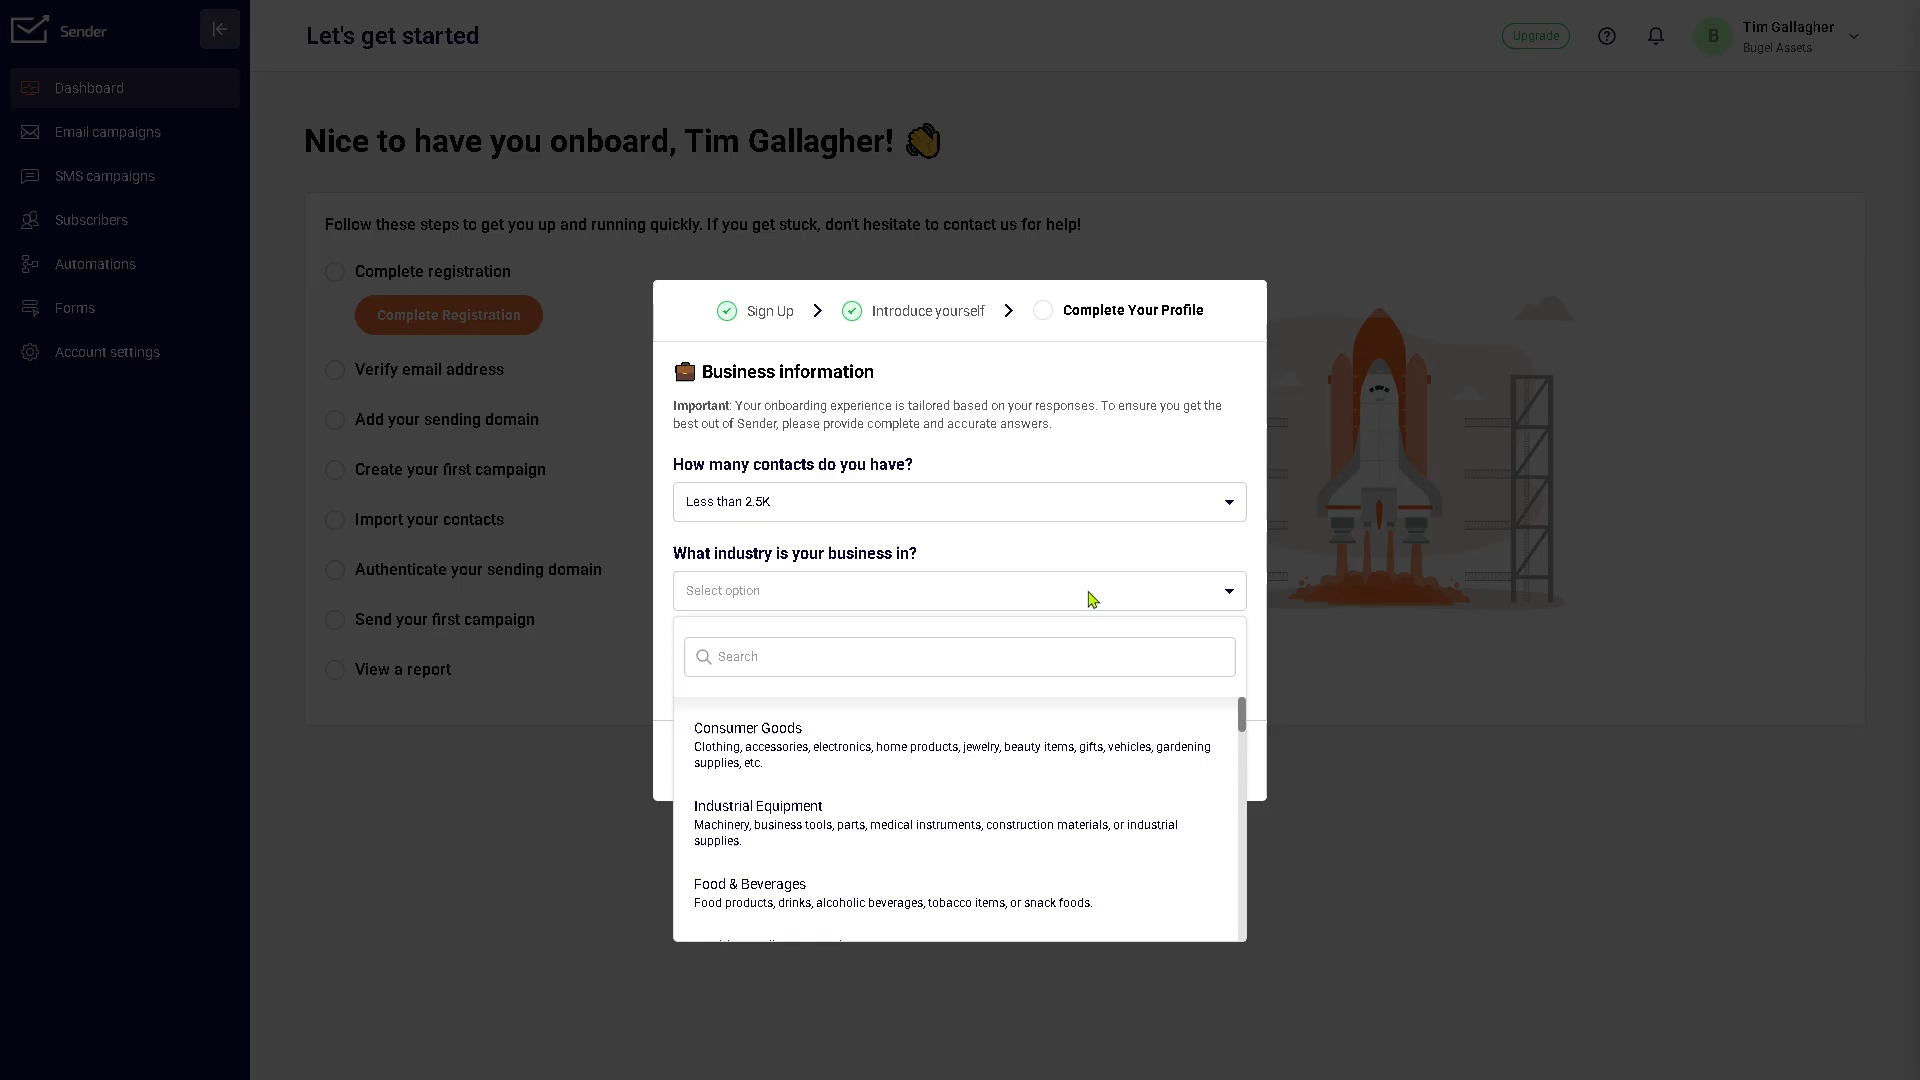 Sender
Let's get started
Upgrade
B
Tim Gallagher
Bugel Assets
Dashboard
Email campaigns
SMS campaigns
Subscribers
Automations
Forms
Account settings
Nice to have you onboard, Tim Gallagher!
Follow these steps to get you up and running quickly. If you get stuck, don't hesitate to contact us for help!
Complete registration
Complete Registration
Verify email address
Add your sending domain
Create your first campaign
Import your contacts
Authenticate your sending domain
Send your first campaign
View a report
Sign Up
Introduce yourself
Complete Your Profile
Business information
Important: Your onboarding experience is tailored based on your responses. To ensure you get the
best out of Sender, please provide complete and accurate answers.
How many contacts do you have?
Less than 2.5K
What industry is your business in?
Select option
Search
Consumer Goods
Clothing, accessories, electronics, home products, jewelry, beauty items, gifts, vehicles, gardening
supplies, etc.
Industrial Equipment
Machinery, business tools, parts, medical instruments, construction materials, or industrial
supplies.
Food & Beverages
Food products, drinks, alcoholic beverages, tobacco items, or snack foods.